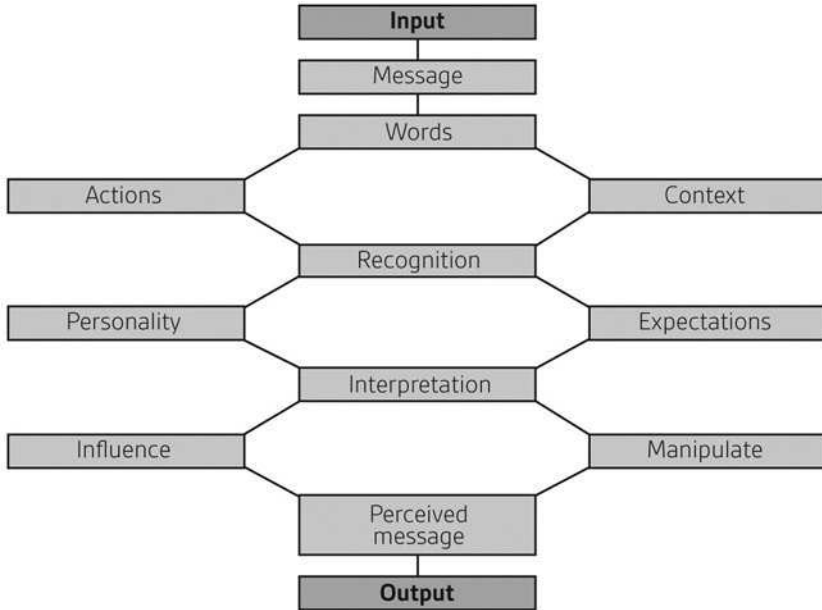 Input
Message
Words
Actions
Context
Recognition
Personality
Expectations
Interpretation
Influence
Manipulate
Perceived
message
Output